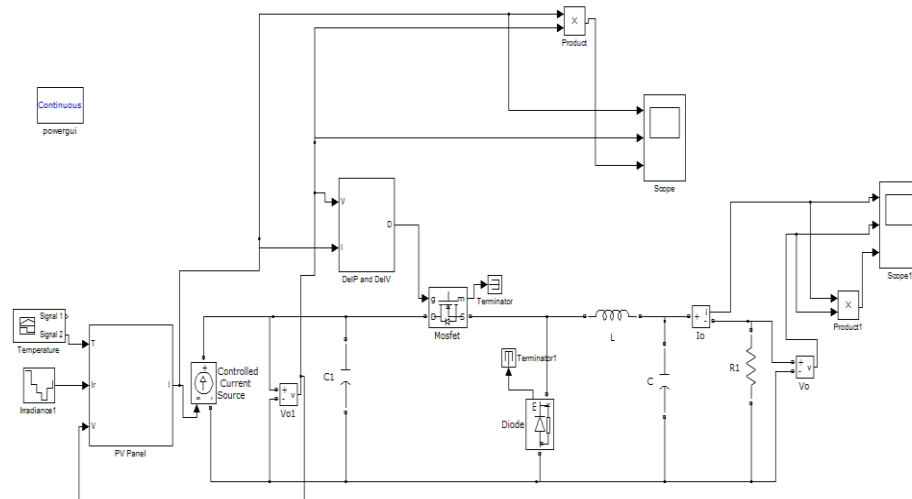 Continuous
powergui
X
Product
Scope
V
I
D
DelP and DelV
g
m
D
S
Mosfet
Terminator
Signal 1
Signal 2
Temperature
Irradiance1
T
Ir
V
I
PV Panel
+
-
Controlled
Current
Source
+
-
v
Vo1
C1
Terminator1
E
Diode
L
C
+
-
i
Io
R1
+
-
v
Vo
X
Product1
Scope1